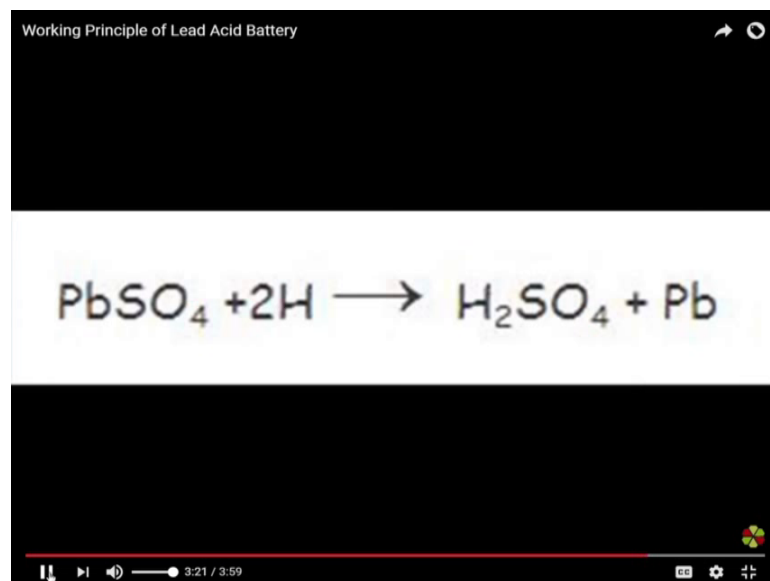 Working Principle of Lead Acid Battery
PbSO₄ +2H ⟶ H₂SO₄ + Pb
3:21 / 3:59
CC